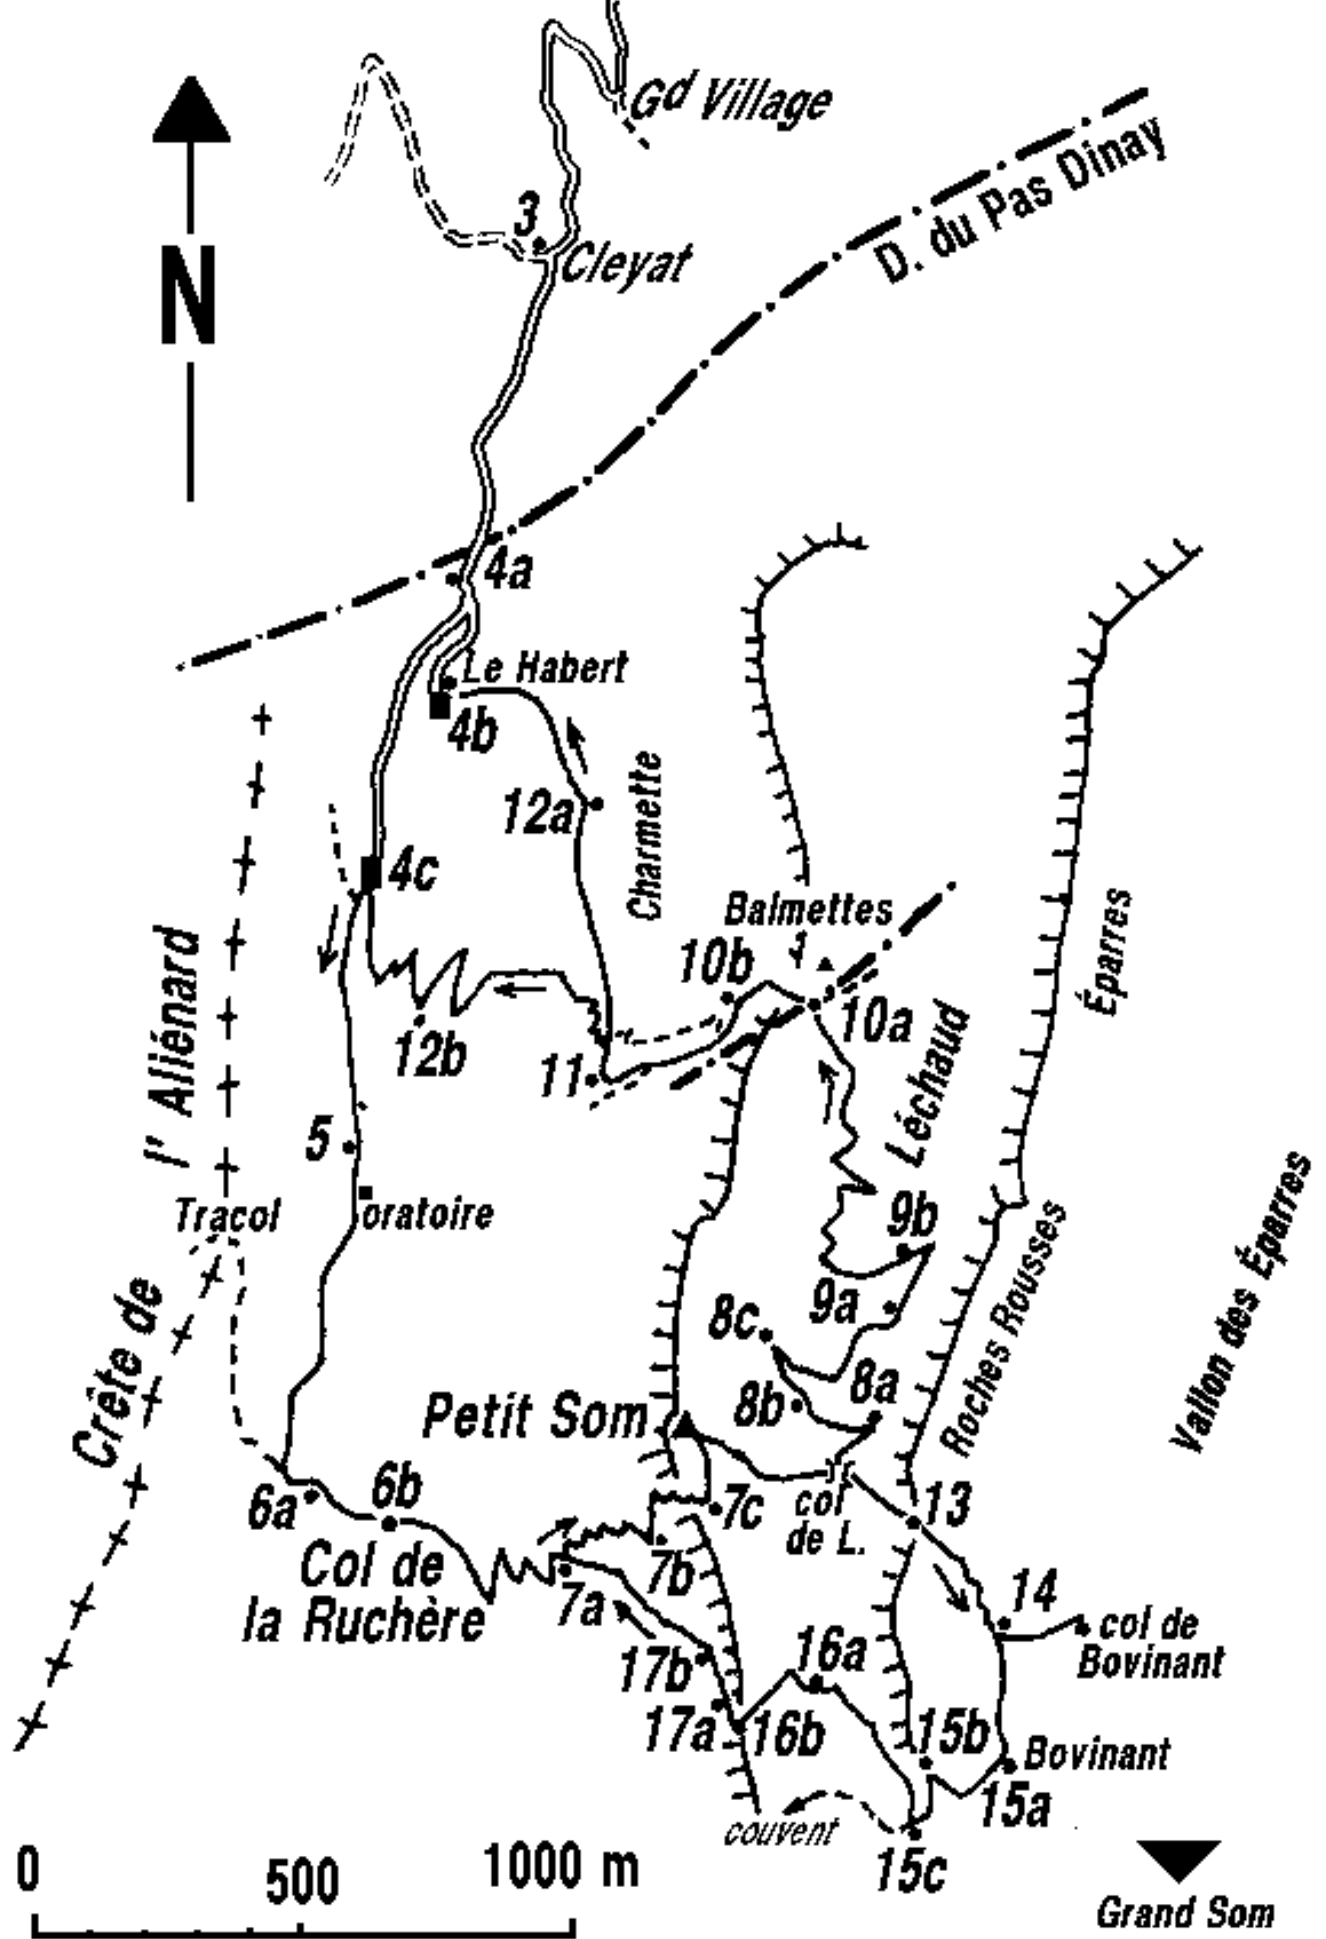 Gd Village
D. du Pas Dinay
3
Cleyat
N
4a
Le Habert
4b
12a
Charmette
4c
Balmettes
10b
10a
l' Aliénard
12b
11
Léchaud
Éparres
5
Tracol
oratoire
9b
9a
Crête de
8c
8b
8a
Roches Rousses
Vallon des Éparres
Petit Som
6a
6b
7c
col
de L.
13
Col de
la Ruchère
7a
7b
14
col de
Bovinant
17b
16a
17a
16b
15b
Bovinant
15a
couvent
15c
0
500
1000 m
Grand Som